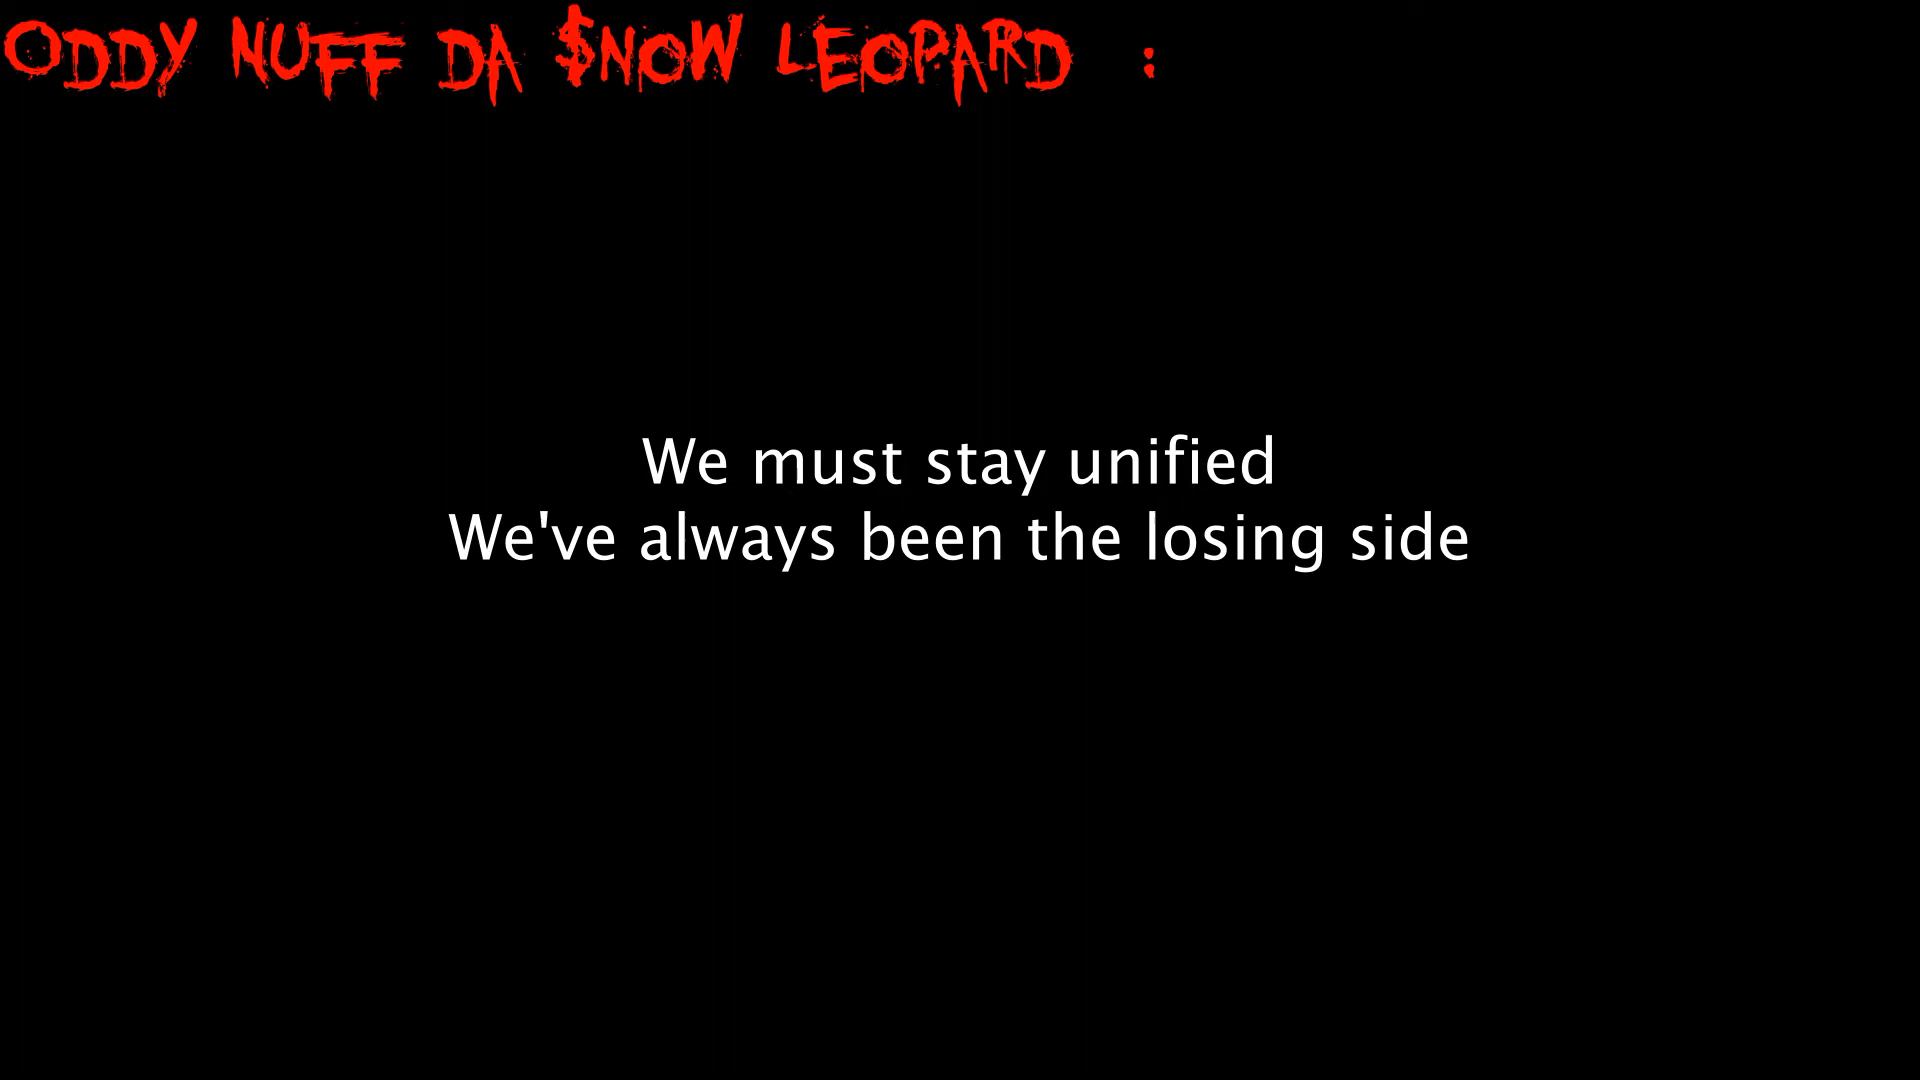 ODDY NUFF DA $NOW LEOPARD :
We must stay unified
We've always been the losing side